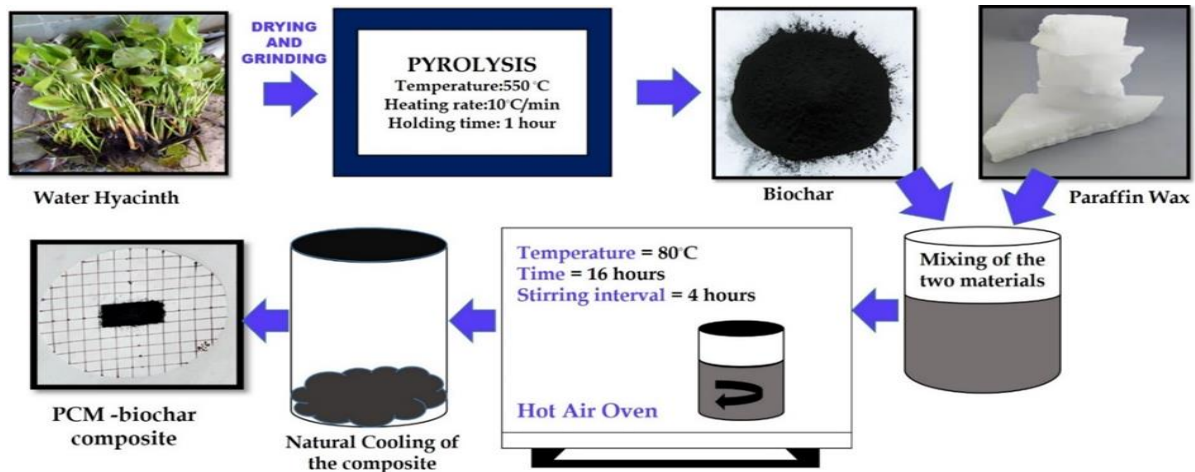 DRYING
AND
GRINDING
PYROLYSIS
Temperature:550 °C
Heating rate:10°C/min
Holding time: 1 hour
Water Hyacinth
Biochar
Paraffin Wax
Mixing of the
two materials
Temperature = 80°C
Time = 16 hours
Stirring interval = 4 hours
Hot Air Oven
Natural Cooling of
the composite
PCM -biochar
composite